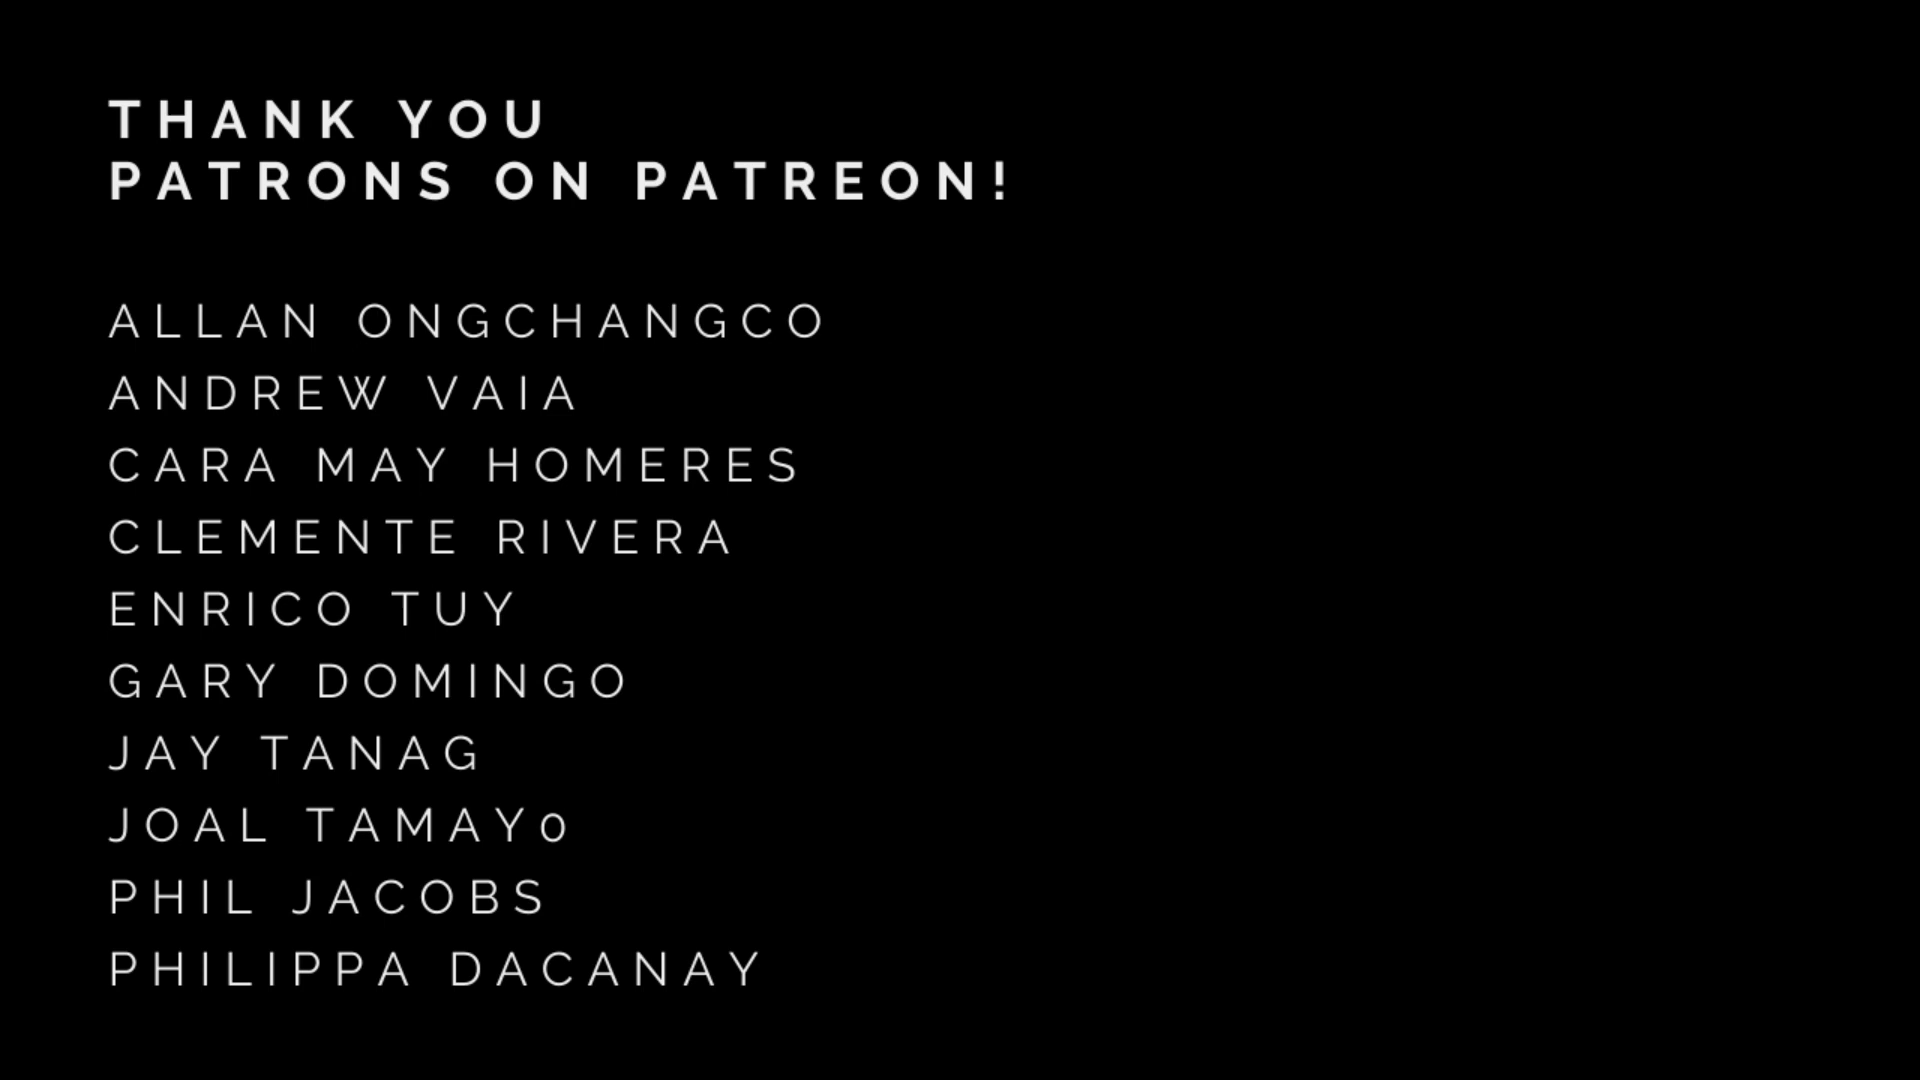 THANK YOU
PATRONS ON PATREON!
ALLAN ONGCHANGCO
ANDREW VAIA
CARA MAY HOMERES
CLEMENTE RIVERA
ENRICO TUY
GARY DOMINGO
JAY TANAG
JOAL TAMAY0
PHIL JACOBS
PHILIPPA DACANAY